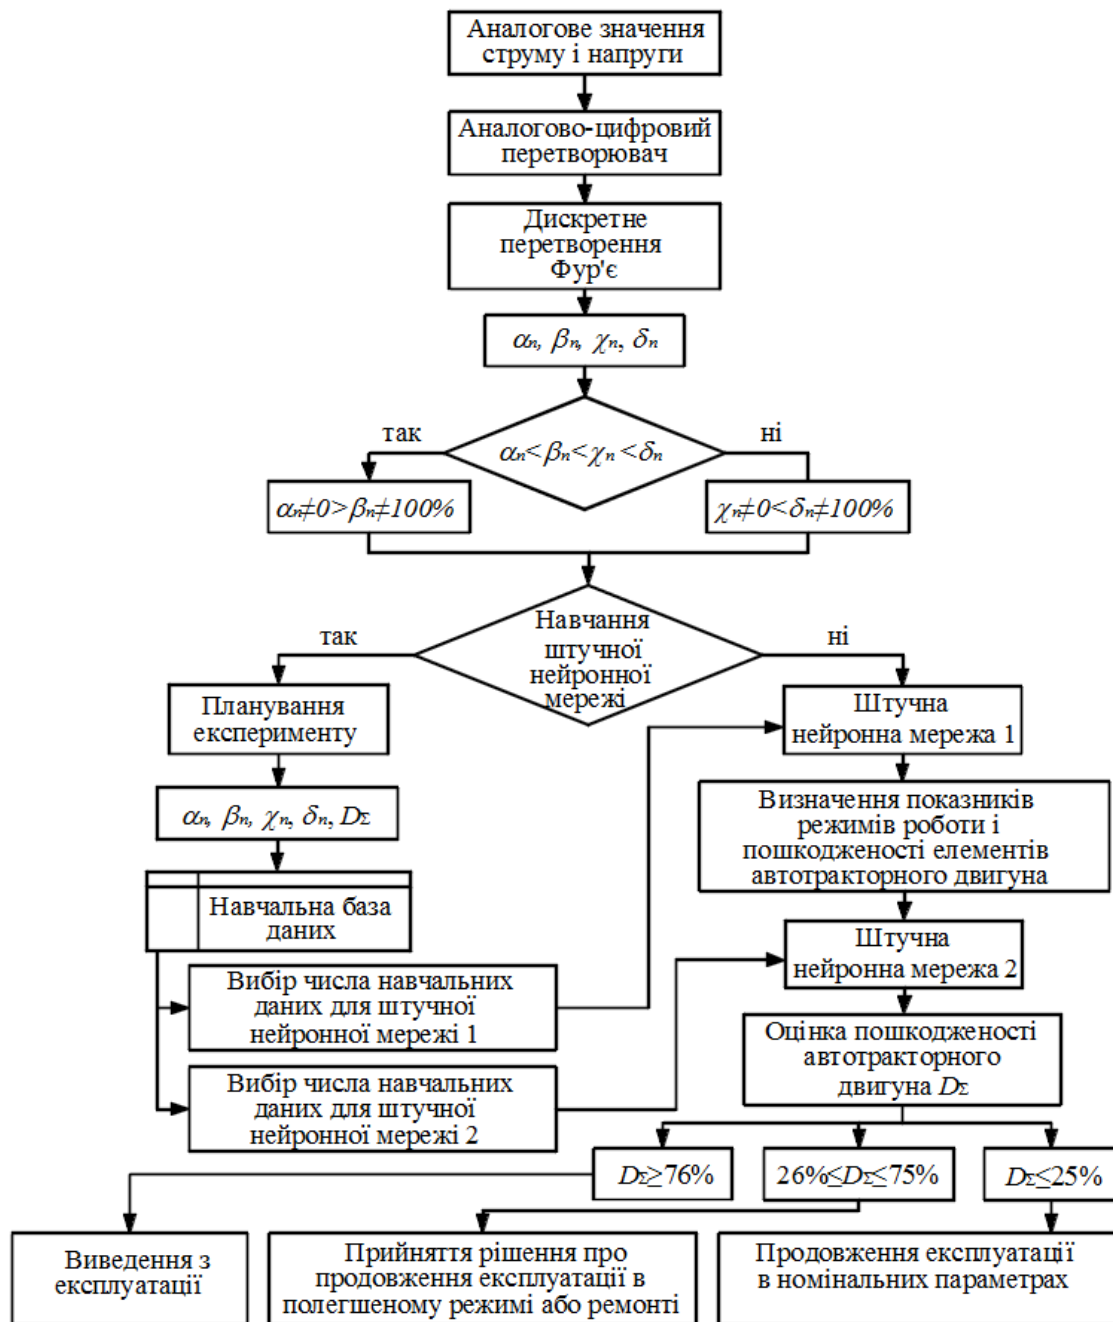 Аналогове значення
струму і напруги
Аналогово-цифровий
перетворювач
Дискретне
перетворення
Фур'є
αn, βn, χn, δn
так
αn<βn<χn<δn
ні
αn≠0>βn≠100%
χn≠0<δn≠100%
так
Навчання
штучної
нейронної
мережі
ні
Планування
експерименту
Штучна
нейронна мережа 1
αn, βn, χn, δn, DΣ
Визначення показників
режимів роботи і
пошкодженості елементів
автотракторного двигуна
Навчальна база
даних
Штучна
нейронна мережа 2
Вибір числа навчальних
даних для штучної
нейронної мережі 1
Оцінка пошкодженості
автотракторного
двигуна DΣ
Вибір числа навчальних
даних для штучної
нейронної мережі 2
DΣ≥76%
26%≤DΣ≤75%
DΣ≤25%
Виведення з
експлуатації
Прийняття рішення про
продовження експлуатації в
полегшеному режимі або ремонті
Продовження експлуатації
в номінальних параметрах